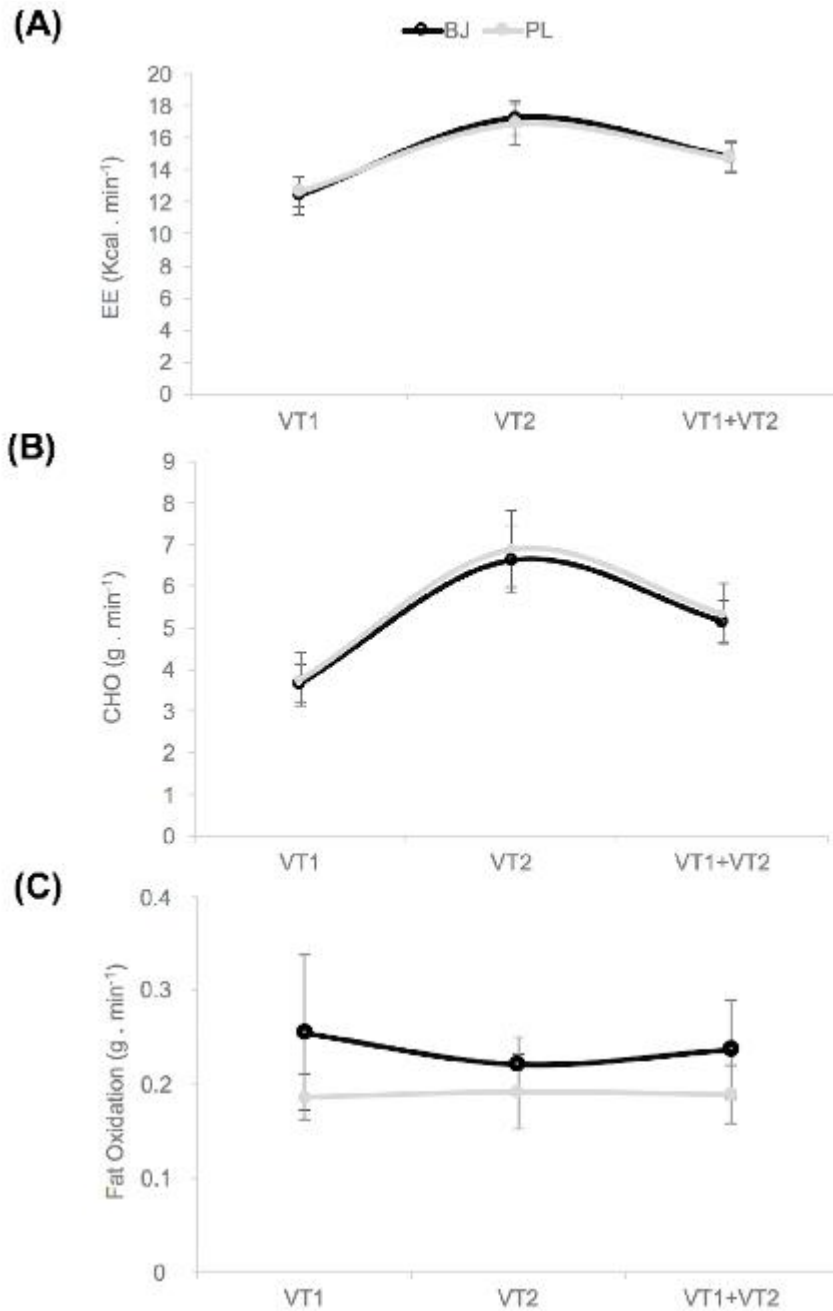 (A)
BJ PL
EE (Kcal . min⁻¹)
20
18
16
14
12
10
8
6
4
2
0
VT1 VT2 VT1+VT2
(B)
CHO (g . min⁻¹)
9
8
7
6
5
4
3
2
1
0
VT1 VT2 VT1+VT2
(C)
Fat Oxidation (g . min⁻¹)
0.4
0.3
0.2
0.1
0
VT1 VT2 VT1+VT2